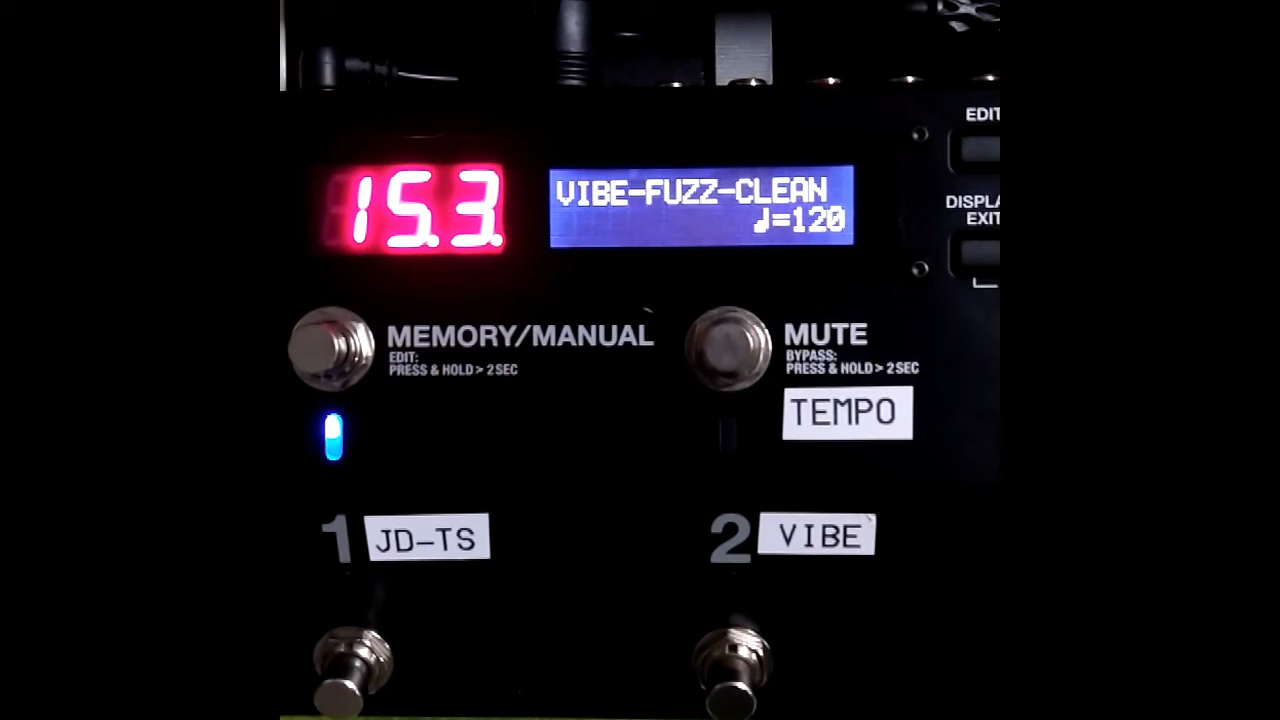 EDIT
15.3.
VIBE-FUZZ-CLEAN
♩=120
DISPLA
EXIT
MEMORY/MANUAL
EDIT:
PRESS & HOLD > 2 SEC
MUTE
BYPASS:
PRESS & HOLD > 2 SEC
TEMPO
1 JD-TS
2 VIBE